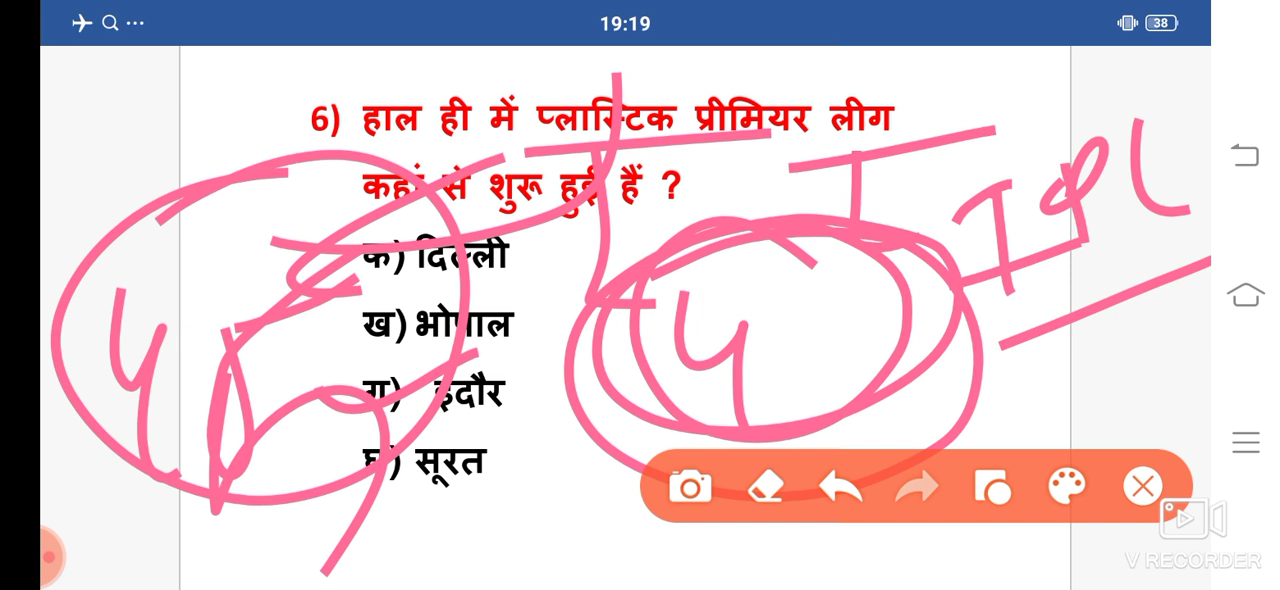 19:19
38
6) हाल ही में प्लास्टिक प्रीमियर लीग
कहां से शुरू हुई हैं ?
क) दिल्ली
ख) भोपाल
ग) इंदौर
घ) सूरत
IPL
V RECORDER